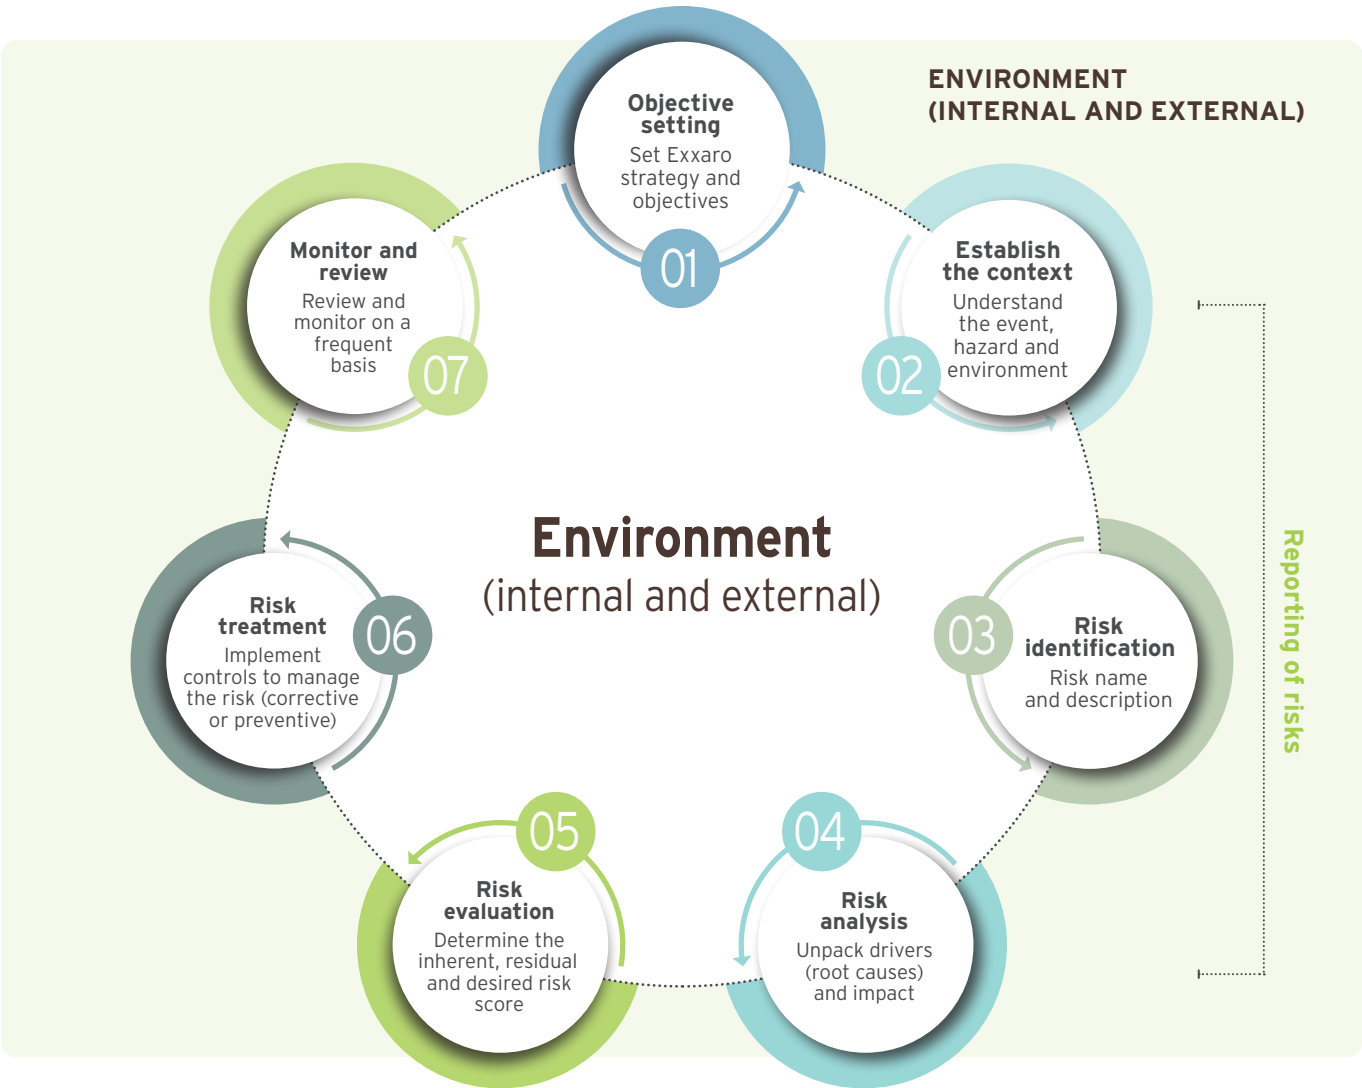 ENVIRONMENT
(INTERNAL AND EXTERNAL)
Objective
setting
Set Exxaro
strategy and
objectives
01
Establish
the context
Understand
the event,
hazard and
environment
02
Risk
identification
Risk name
and description
03
Risk
analysis
Unpack drivers
(root causes)
and impact
04
Risk
evaluation
Determine the
inherent, residual
and desired risk
score
05
Risk
treatment
Implement
controls to manage
the risk (corrective
or preventive)
06
Monitor and
review
Review and
monitor on a
frequent
basis
07
Environment
(internal and external)
Reporting of risks